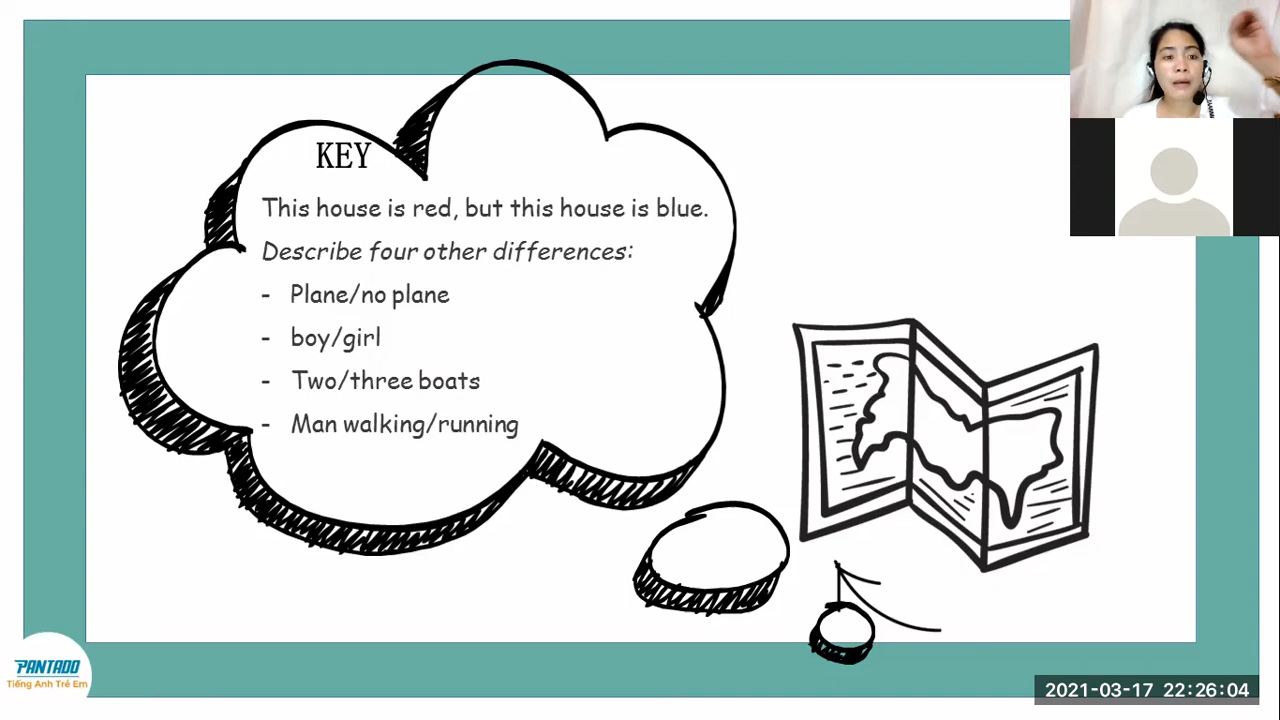 KEY
This house is red, but this house is blue.
Describe four other differences:
- Plane/no plane
- boy/girl
- Two/three boats
- Man walking/running
PANTADO
Tiếng Anh Trẻ Em
2021-03-17 22:26:04